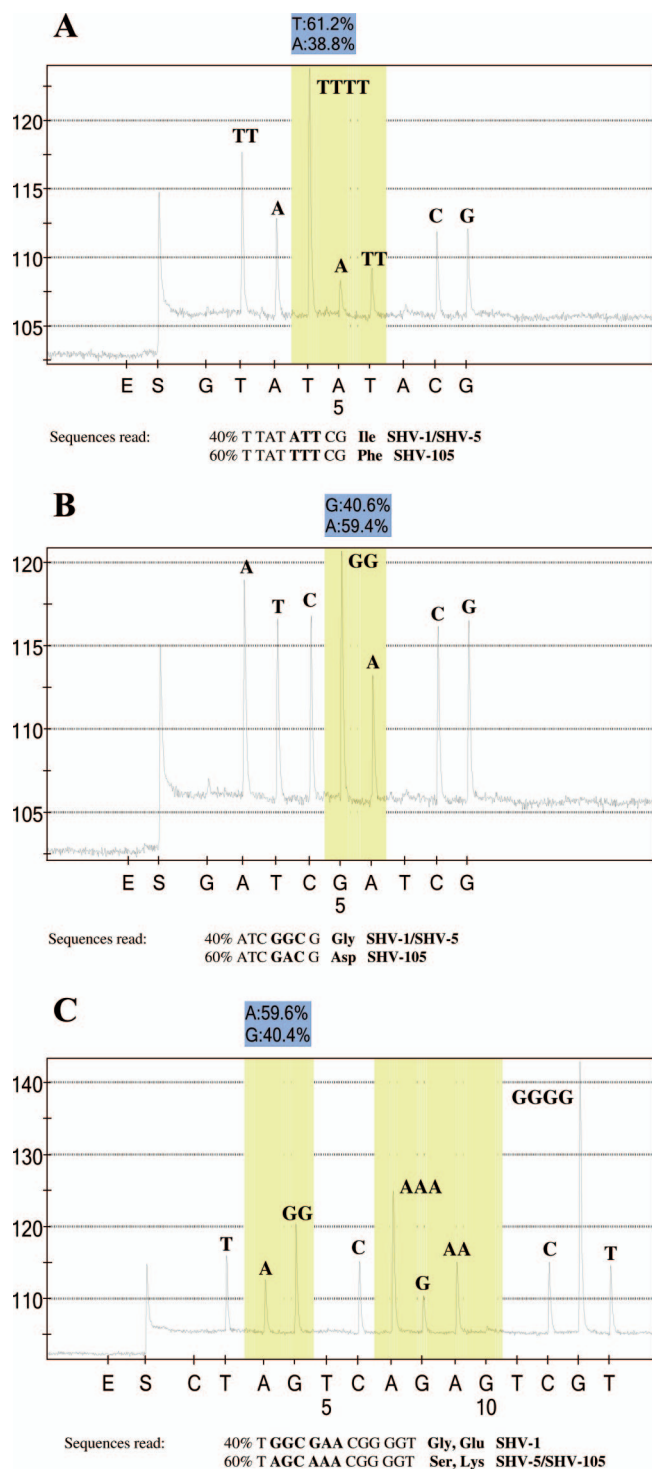 A
T:61.2%
A:38.8%
TTTT
120
TT
115
A
C G
110
A TT
105
E S G T A T A T A C G
5
Sequences read: 40% T TAT ATT CG Ile SHV-1/SHV-5
60% T TAT TTT CG Phe SHV-105
B
G:40.6%
A:59.4%
120
A
GG
T C
C G
115
A
110
105
E S G A T C G A T C G
5
Sequences read: 40% ATC GGC G Gly SHV-1/SHV-5
60% ATC GAC G Asp SHV-105
C
A:59.6%
G:40.4%
140
GGGG
130
AAA
120
GG
T
C
AA
C
T
A
G
110
E S C T A G T C A G A G T C G T
5 10
Sequences read: 40% T GGC GAA CGG GGT Gly, Glu SHV-1
60% T AGC AAA CGG GGT Ser, Lys SHV-5/SHV-105